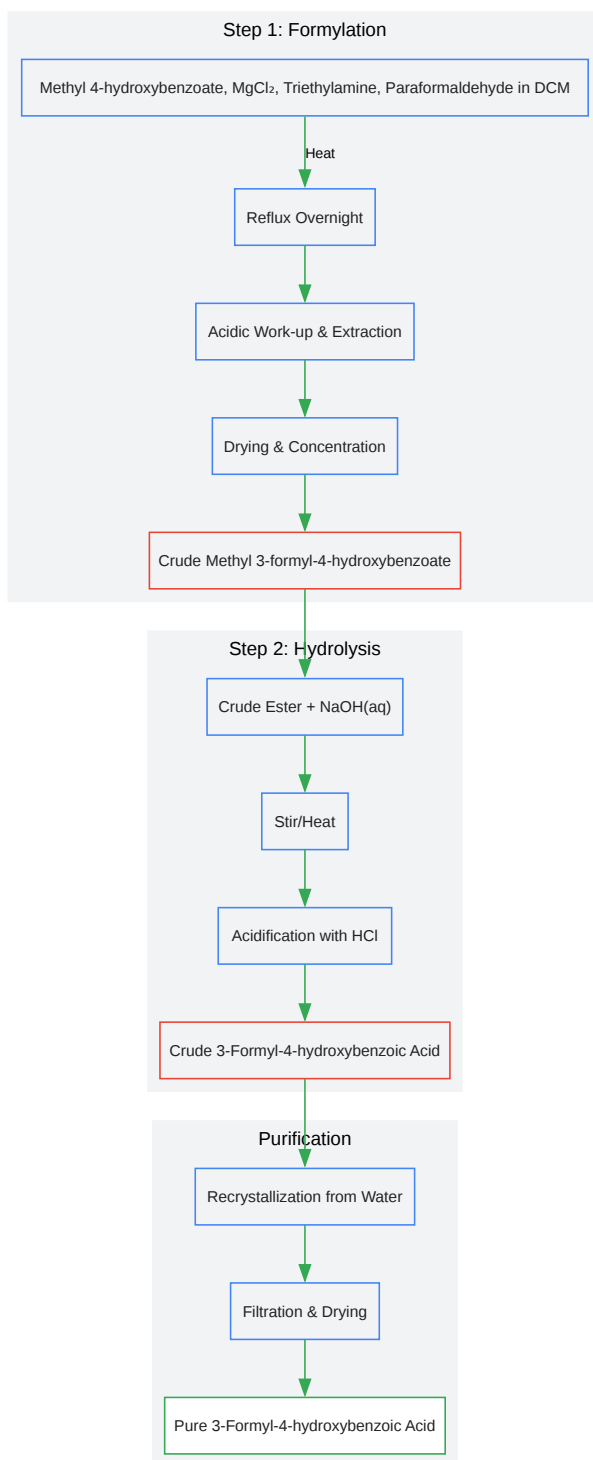 Step 1: Formylation
Methyl 4-hydroxybenzoate, MgCl₂, Triethylamine, Paraformaldehyde in DCM
Heat
Reflux Overnight
Acidic Work-up & Extraction
Drying & Concentration
Crude Methyl 3-formyl-4-hydroxybenzoate
Step 2: Hydrolysis
Crude Ester + NaOH(aq)
Stir/Heat
Acidification with HCl
Crude 3-Formyl-4-hydroxybenzoic Acid
Purification
Recrystallization from Water
Filtration & Drying
Pure 3-Formyl-4-hydroxybenzoic Acid